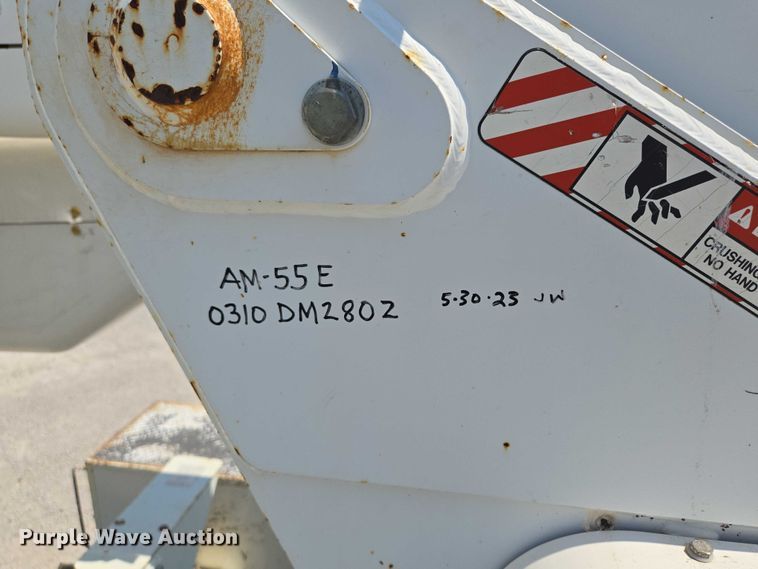 AM-55E
0310 DM2802 5·30·23 JW
CRUSHING
NO HAND
Purple Wave Auction